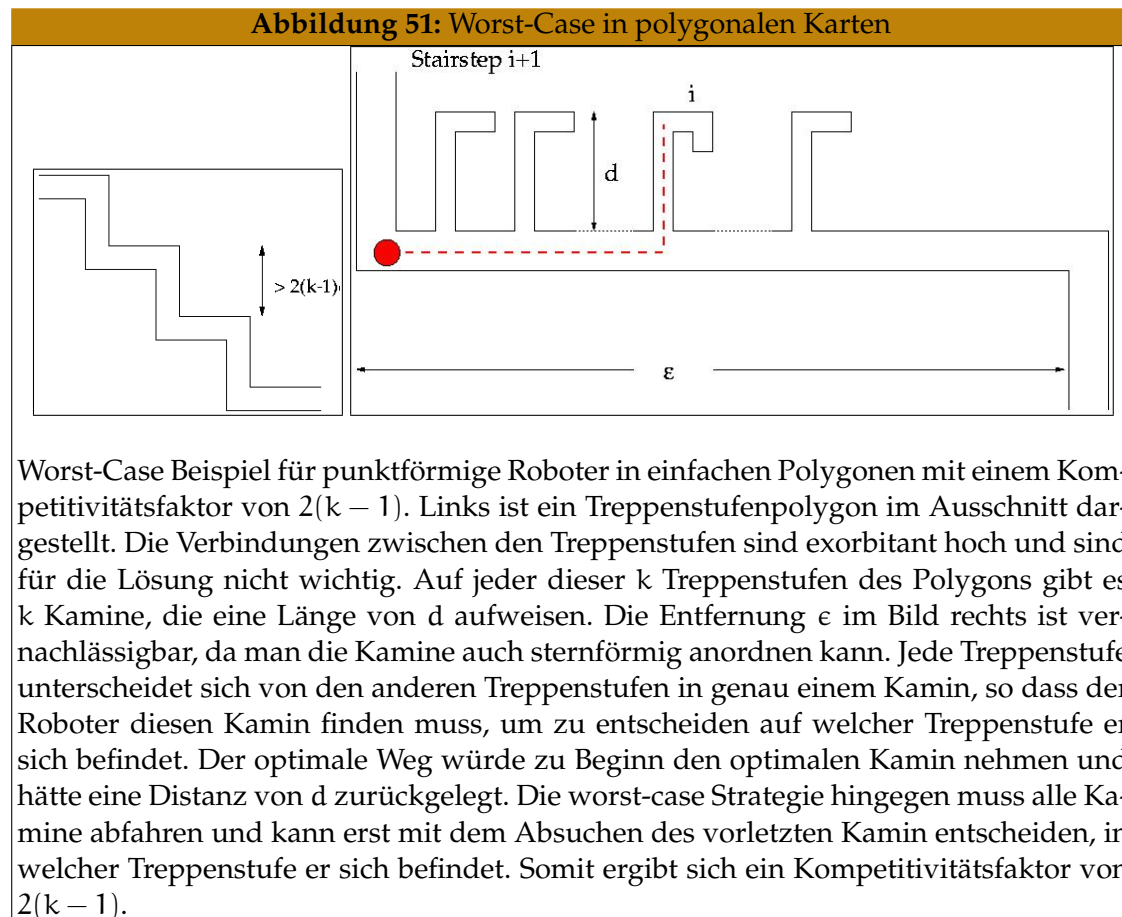 Abbildung 51: Worst-Case in polygonalen Karten
Stairstep i+1
i
d
> 2(k-1)
ε
Worst-Case Beispiel für punktförmige Roboter in einfachen Polygonen mit einem Kom-
petitivitätsfaktor von 2(k − 1). Links ist ein Treppenstufenpolygon im Ausschnitt dar-
gestellt. Die Verbindungen zwischen den Treppenstufen sind exorbitant hoch und sind
für die Lösung nicht wichtig. Auf jeder dieser k Treppenstufen des Polygons gibt es
k Kamine, die eine Länge von d aufweisen. Die Entfernung ϵ im Bild rechts ist ver-
nachlässigbar, da man die Kamine auch sternförmig anordnen kann. Jede Treppenstufe
unterscheidet sich von den anderen Treppenstufen in genau einem Kamin, so dass der
Roboter diesen Kamin finden muss, um zu entscheiden auf welcher Treppenstufe er
sich befindet. Der optimale Weg würde zu Beginn den optimalen Kamin nehmen und
hätte eine Distanz von d zurückgelegt. Die worst-case Strategie hingegen muss alle Ka-
mine abfahren und kann erst mit dem Absuchen des vorletzten Kamin entscheiden, in
welcher Treppenstufe er sich befindet. Somit ergibt sich ein Kompetitivitätsfaktor von
2(k − 1).